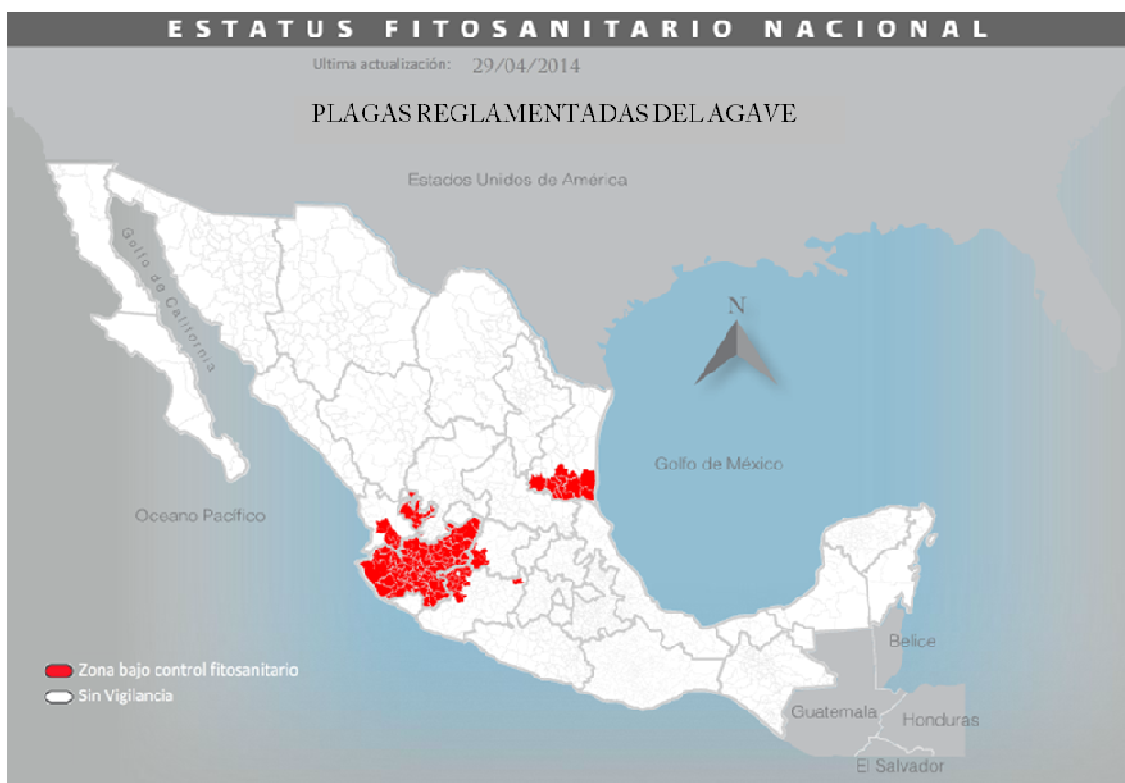 ESTATUS FITOSANITARIO NACIONAL
Ultima actualización: 29/04/2014
PLAGAS REGLAMENTADAS DEL AGAVE
Estados Unidos de América
Golfo de California
N
Golfo de México
Oceano Pacífico
Belice
Zona bajo control fitosanitario
Sin Vigilancia
Guatemala
Honduras
El Salvador